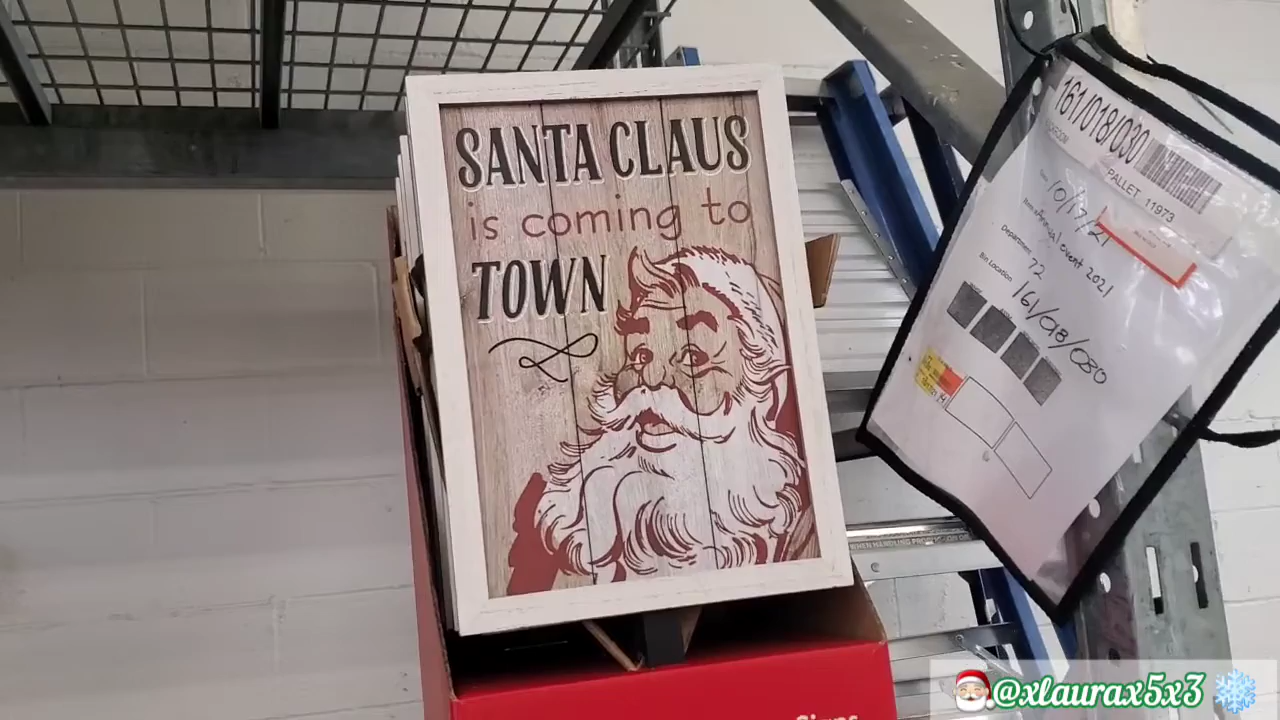 SANTA CLAUS
is coming to
TOWN
161/018/030
PALLET 11973
10/17/21
event 2021
Department 72
Bin Location 161/018/080
Signs
@xlaurax5x3